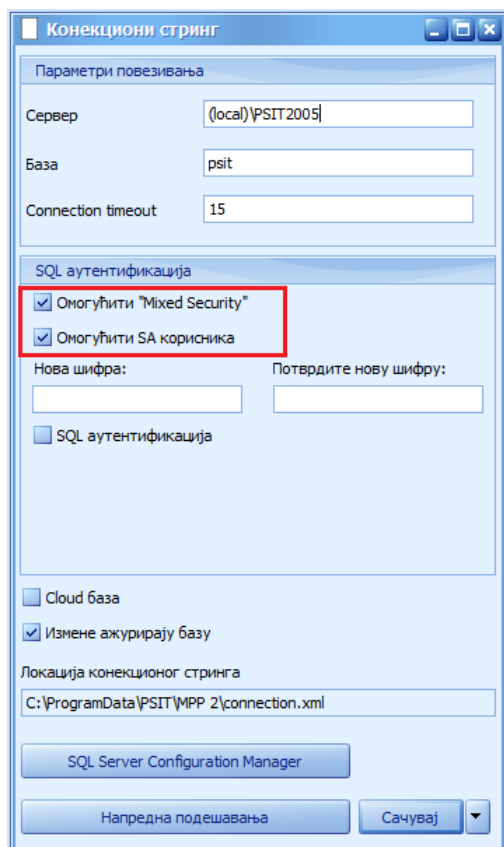 Конекциони стринг
Параметри повезивања
Сервер (local)\PSIT2005
База psit
Connection timeout 15
SQL аутентификација
Омогућити "Mixed Security"
Омогућити SA корисника
Нова шифра: Потврдите нову шифру:
SQL аутентификација
Cloud база
Измене ажурирају базу
Локација конекционог стринга
C:\ProgramData\PSIT\MPP 2\connection.xml
SQL Server Configuration Manager
Напредна подешавања Сачувај